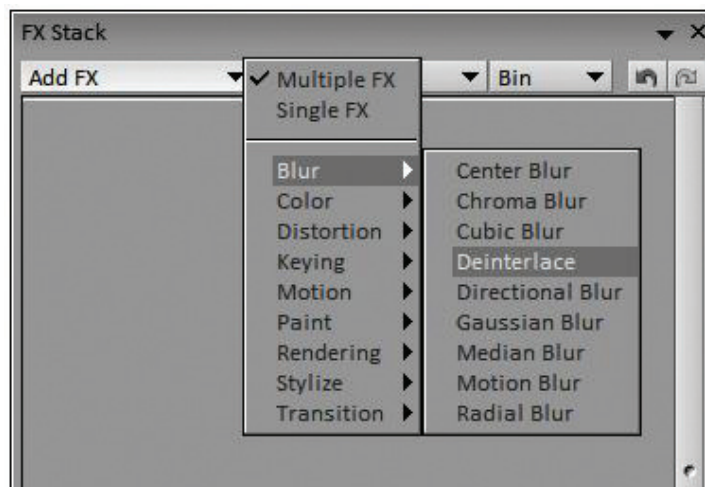 FX Stack
Add FX
Bin
Multiple FX
Single FX
Blur
Color
Distortion
Keying
Motion
Paint
Rendering
Stylize
Transition
Center Blur
Chroma Blur
Cubic Blur
Deinterlace
Directional Blur
Gaussian Blur
Median Blur
Motion Blur
Radial Blur